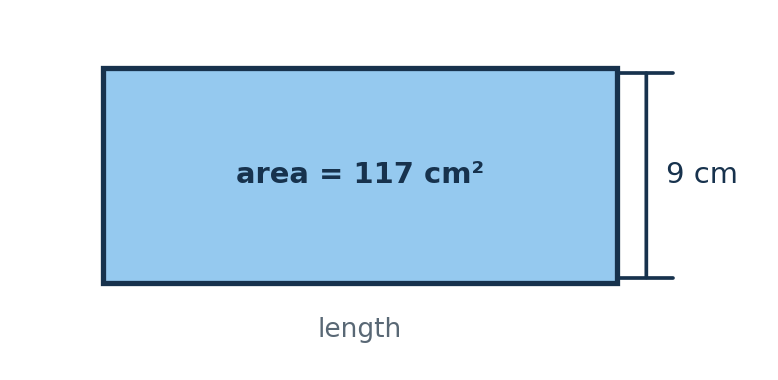 area = 117 cm²
9 cm
length